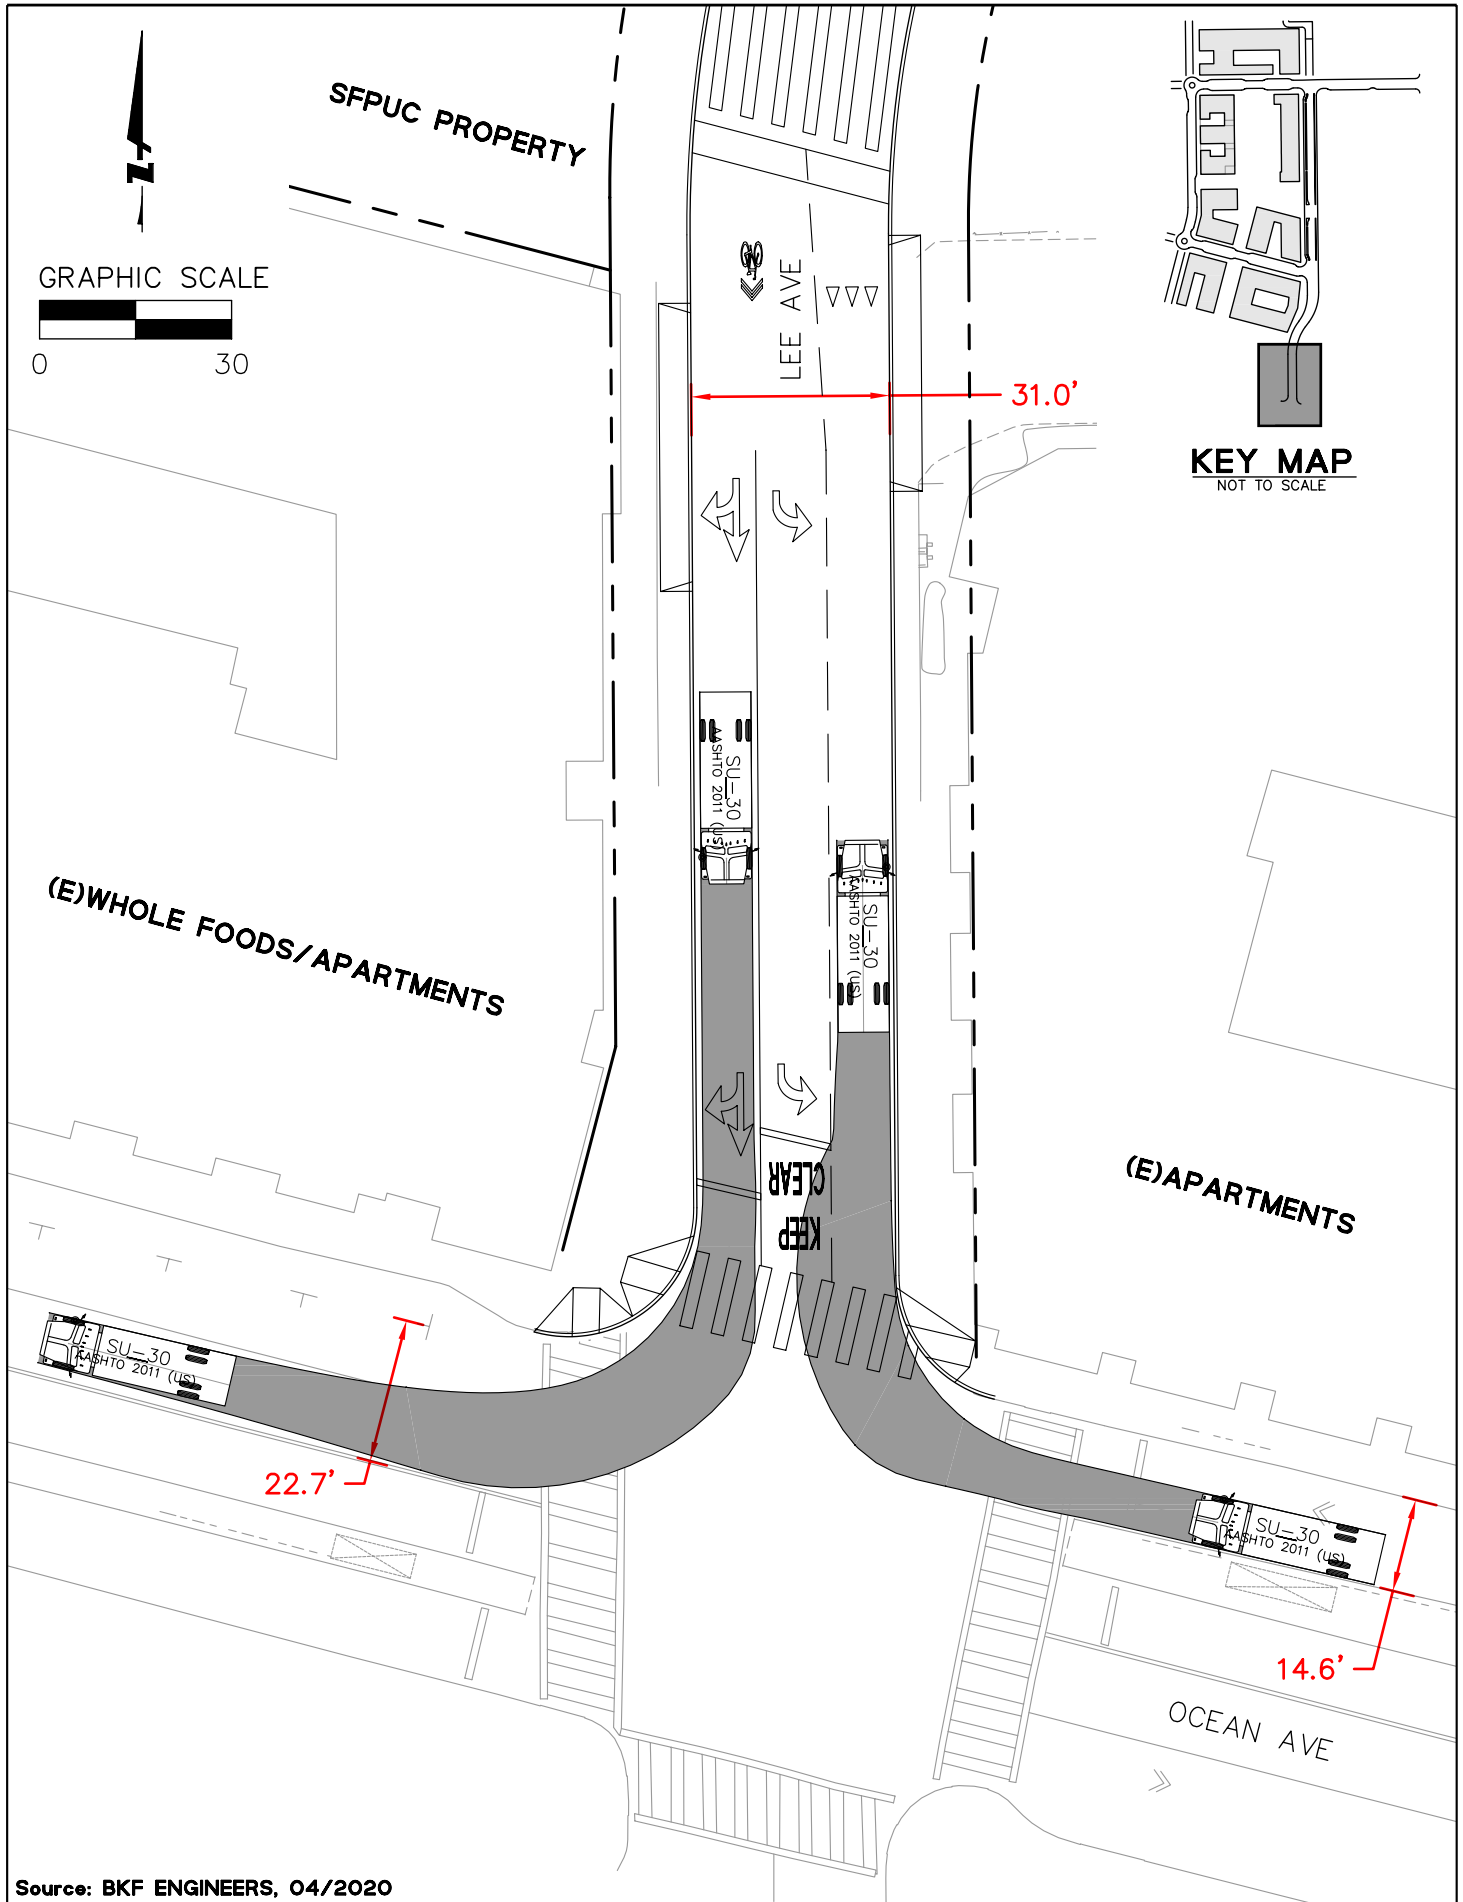 SFPUC PROPERTY
Z
GRAPHIC SCALE
0 30
LEE AVE
31.0'
KEY MAP
NOT TO SCALE
SU-30
AASHTO 2011 (US)
SU-30
AASHTO 2011 (US)
(E)WHOLE FOODS/APARTMENTS
(E)APARTMENTS
CLEAR
KEEP
SU-30
AASHTO 2011 (US)
22.7'
SU-30
AASHTO 2011 (US)
14.6'
OCEAN AVE
Source: BKF ENGINEERS, 04/2020